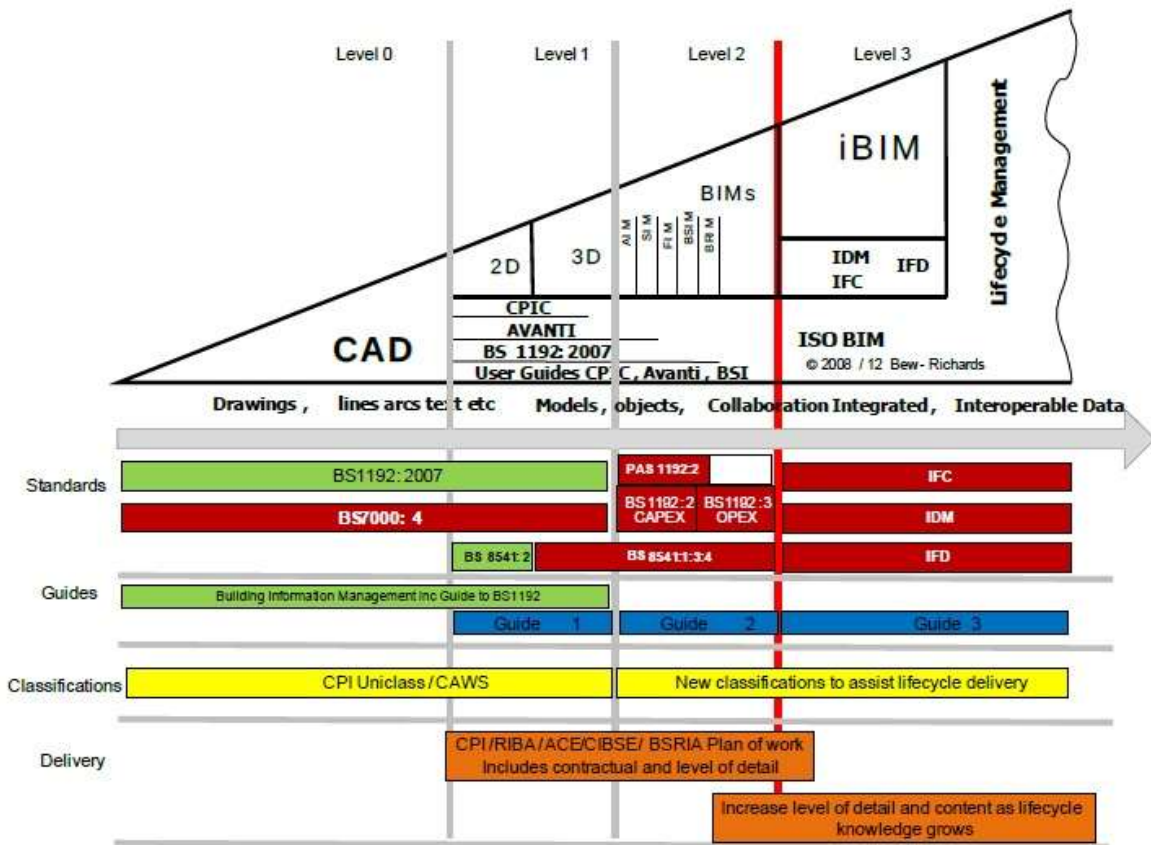 Level 0
Level 1
Level 2
Level 3
iBIM
BIMs
Lifecycle Management
AIM
SIM
FIM
BSIM
BRIM
2D
3D
IDM
IFD
IFC
CPIC
AVANTI
CAD
BS 1192:2007
ISO BIM
User Guides CPIC, Avanti, BSI
© 2008 / 12 Bew-Richards
Drawings, lines arcs text etc
Models, objects, Collaboration
Integrated, Interoperable Data
Standards
BS1192:2007
PAS 1192:2
IFC
BS7000: 4
BS1192:2
CAPEX
BS1192:3
OPEX
IDM
BS 8541:2
BS 8541:1:3:4
IFD
Guides
Building Information Management Inc Guide to BS1192
Guide 1
Guide 2
Guide 3
Classifications
CPI Uniclass/CAWS
New classifications to assist lifecycle delivery
Delivery
CPI/RIBA/ACE/CIBSE/ BSRIA Plan of work
Includes contractual and level of detail
Increase level of detail and content as lifecycle
knowledge grows